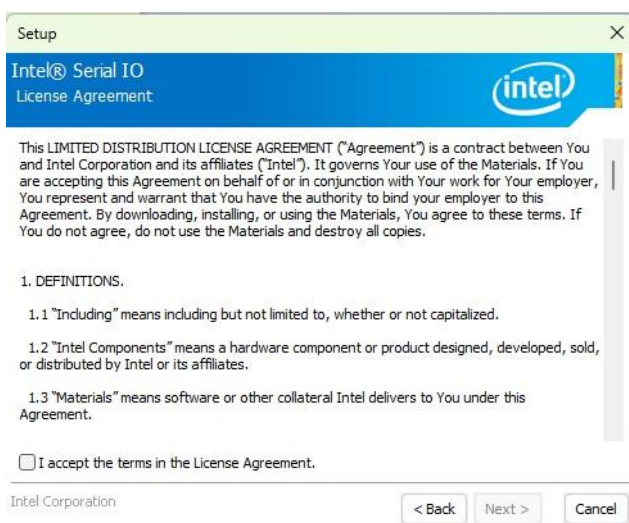 Setup
Intel® Serial IO
License Agreement
intel
This LIMITED DISTRIBUTION LICENSE AGREEMENT ("Agreement") is a contract between You
and Intel Corporation and its affiliates ("Intel"). It governs Your use of the Materials. If You
are accepting this Agreement on behalf of or in conjunction with Your work for Your employer,
You represent and warrant that You have the authority to bind your employer to this
Agreement. By downloading, installing, or using the Materials, You agree to these terms. If
You do not agree, do not use the Materials and destroy all copies.
1. DEFINITIONS.
1.1 "Including" means including but not limited to, whether or not capitalized.
1.2 "Intel Components" means a hardware component or product designed, developed, sold,
or distributed by Intel or its affiliates.
1.3 "Materials" means software or other collateral Intel delivers to You under this
Agreement.
I accept the terms in the License Agreement.
Intel Corporation
< Back
Next >
Cancel